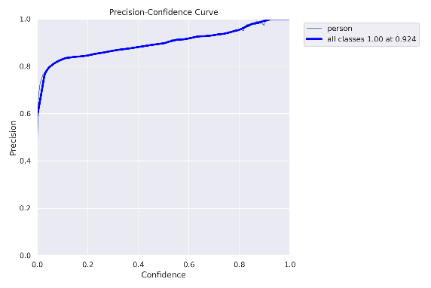 Precision-Confidence Curve
person
all classes 1.00 at 0.924
Precision
1.0
0.8
0.6
0.4
0.2
0.0
0.0 0.2 0.4 0.6 0.8 1.0
Confidence